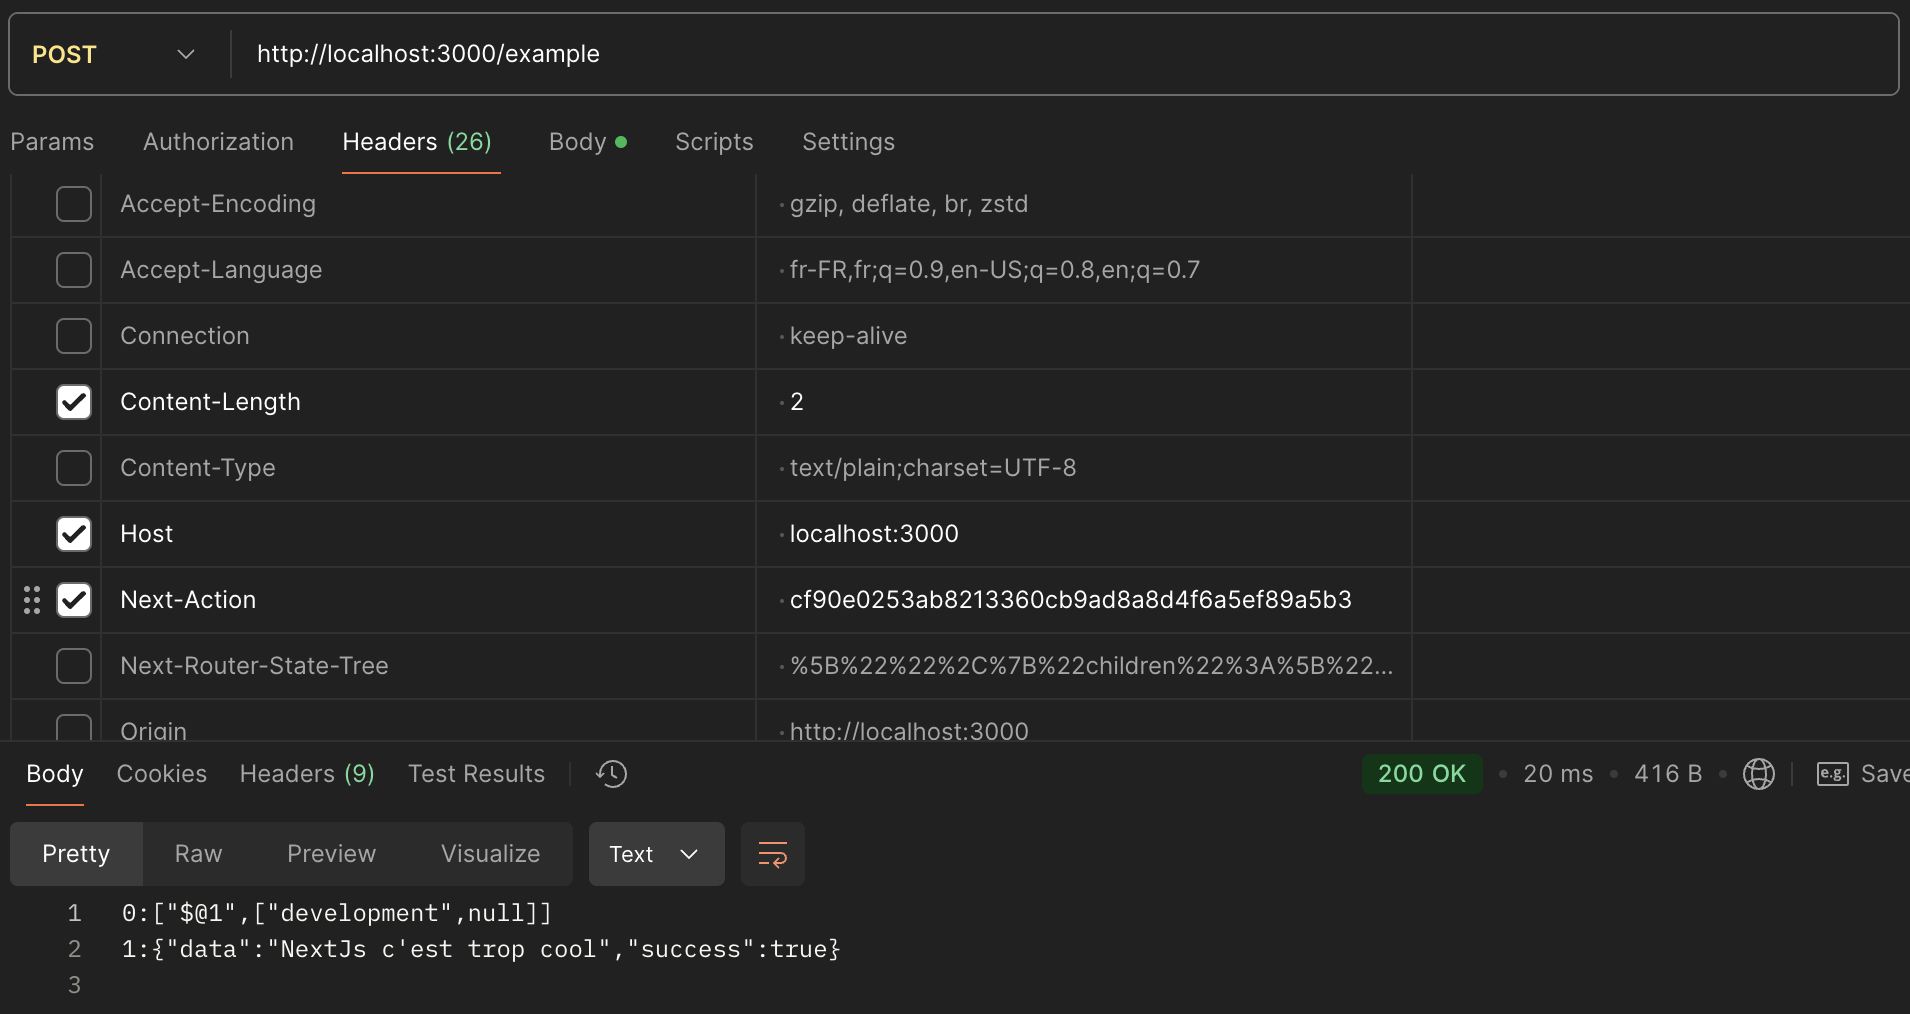 POST http://localhost:3000/example
Params Authorization Headers (26) Body Scripts Settings
Accept-Encoding gzip, deflate, br, zstd
Accept-Language fr-FR,fr;q=0.9,en-US;q=0.8,en;q=0.7
Connection keep-alive
Content-Length 2
Content-Type text/plain;charset=UTF-8
Host localhost:3000
Next-Action cf90e0253ab8213360cb9ad8a8d4f6a5ef89a5b3
Next-Router-State-Tree %5B%22%22%2C%7B%22children%22%3A%5B%22...
Origin http://localhost:3000
Body Cookies Headers (9) Test Results 200 OK • 20 ms • 416 B • e.g. Save
Pretty Raw Preview Visualize Text
1 0:["$@1",["development",null]]
2 1:{"data":"NextJs c'est trop cool","success":true}
3